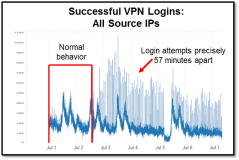 Successful VPN Logins:
All Source IPs
Normal
behavior
Login attempts precisely
57 minutes apart
Jul 1
Jul 2
Jul 3
Jul 4
Jul 5
Jul 6
Jul 7